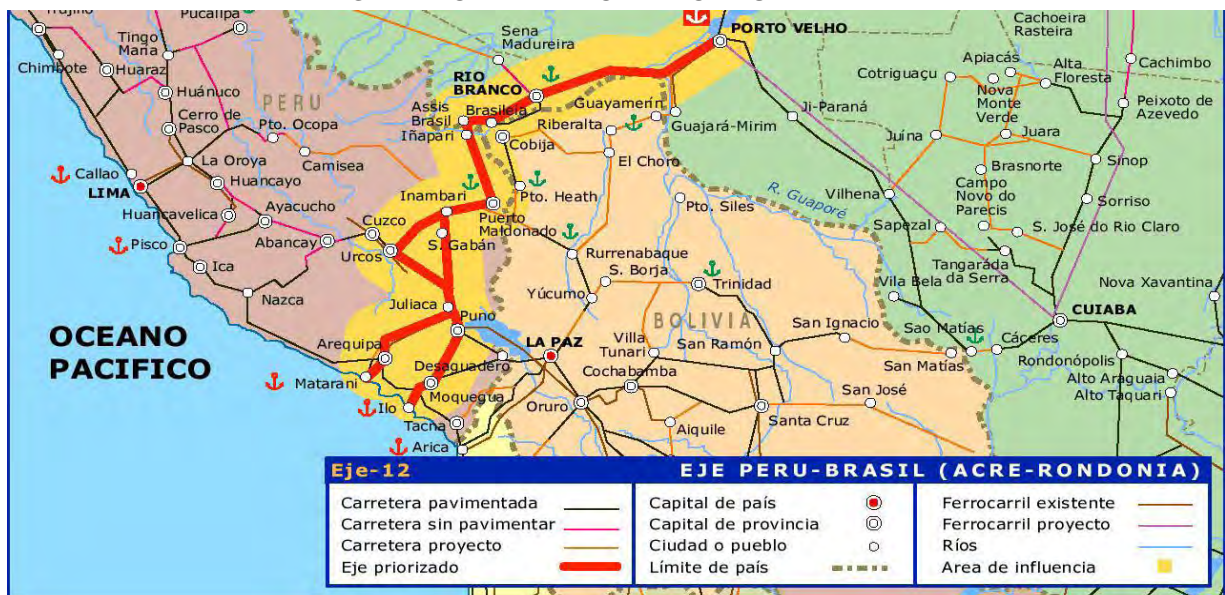 Trujillo
Pucallpa
Tingo
Maria
Chimbote
Huaraz
Huánuco
PERU
Cerro de
Pasco
Pto. Ocopa
La Oroya
Camisea
Callao
LIMA
Huancayo
Huancavelica
Ayacucho
Pisco
Abancay
Ica
Nazca
Cuzco
Urcos
OCEANO
PACIFICO
Sena
Madureira
RIO
BRANCO
Assis
Brasil
Brasileia
Iñapari
Cobija
Guayamerín
Riberalta
Guajará-Mirim
El Choro
PORTO VELHO
Inambari
Puerto
Maldonado
Pto. Heath
S. Gabán
Pto. Siles
R. Guaporé
Rurrenabaque
S. Borja
Yúcumo
Trinidad
BOLIVIA
Juliaca
Puno
Arequipa
Matarani
Desaguadero
Moquegua
Ilo
Tacna
Arica
LA PAZ
Villa
Tunari
Cochabamba
Oruro
Aiquile
San Ramón
Santa Cruz
San Ignacio
San José
San Matías
Sao Matías
Cáceres
Ji-Paraná
Vilhena
Sapezal
Vila Bela
Cotriguaçu
Apiacás
Nova
Monte
Verde
Cachoeira
Rasteira
Alta
Floresta
Cachimbo
Peixoto de
Azevedo
Juína
Juara
Brasnorte
Sinop
Campo
Novo do
Parecis
Sorriso
S. José do Rio Claro
Tangarada
da Serra
Nova Xavantina
CUIABA
Rononópolis
Alto Araguaia
Alto Taquari
Eje-12
EJE PERU-BRASIL (ACRE-RONDONIA)
Carretera pavimentada
Carretera sin pavimentar
Carretera proyecto
Eje priorizado
Capital de país
Capital de provincia
Ciudad o pueblo
Límite de país
Ferrocarril existente
Ferrocarril proyecto
Ríos
Area de influencia